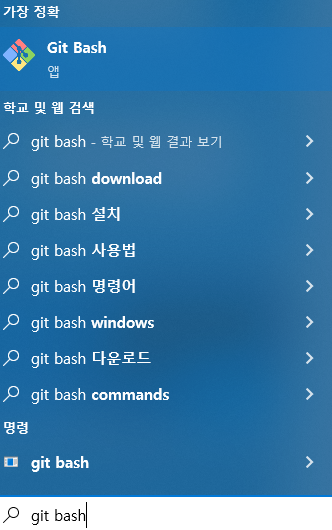 가장 정확
Git Bash
앱
학교 및 웹 검색
git bash - 학교 및 웹 결과 보기
git bash download
git bash 설치
git bash 사용법
git bash 명령어
git bash windows
git bash 다운로드
git bash commands
명령
git bash
git bash